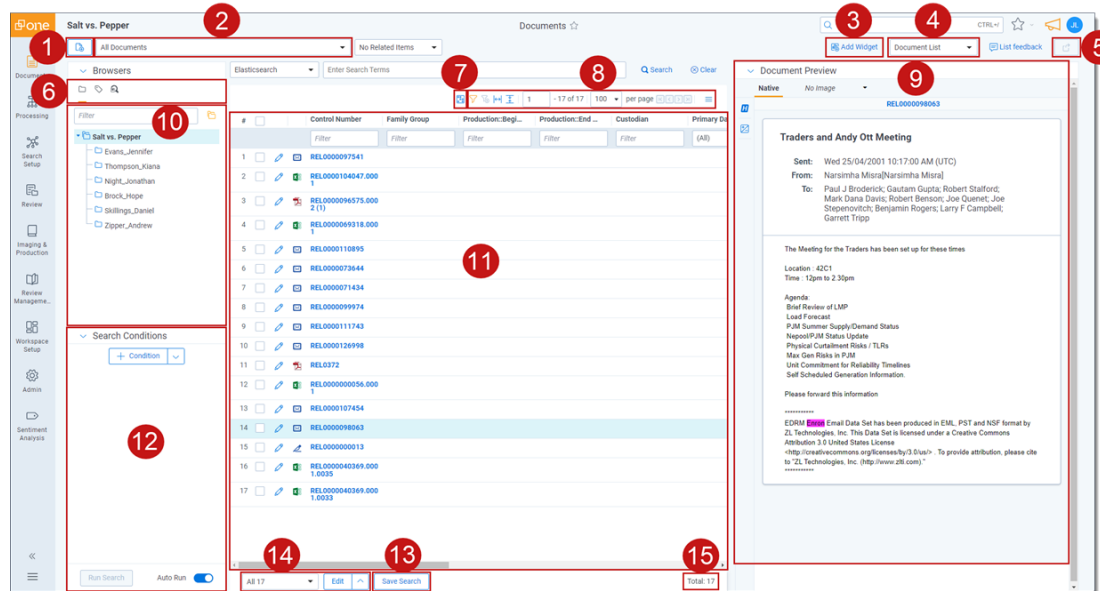 one
Salt vs. Pepper
2
Documents
3
4
CTRL+/
JL
1
All Documents
No Related Items
Add Widget
Document List
List feedback
5
Documen
Browsers
Elasticsearch
Enter Search Terms
Search
Clear
Document Preview
6
7
8
9
Native
No Image
Processing
1
- 17 of 17
100
per page
REL0000098063
Filter
10
Salt vs. Pepper
Evans_Jennifer
Thompson_Kiana
Night_Jonathan
Brock_Hope
Skillings_Daniel
Zipper_Andrew
Search
Setup
Review
Imaging &
Production
Review
Manageme...
Workspace
Setup
Admin
Sentiment
Analysis
#
Control Number
Family Group
Production::Begi...
Production::End ...
Custodian
Primary Da
Filter
Filter
Filter
Filter
Filter
(All)
1 REL0000097541
2 REL0000104047.000
1
3 REL0000096575.000
2 (1)
4 REL0000069318.000
1
5 REL0000110895
6 REL0000073644
7 REL0000071434
8 REL0000099974
9 REL0000111743
10 REL0000126998
11 REL0372
12 REL0000000056.000
1
13 REL0000107454
14 REL0000098063
15 REL0000000013
16 REL0000040369.000
1.0035
17 REL0000040369.000
1.0033
11
Traders and Andy Ott Meeting
Sent: Wed 25/04/2001 10:17:00 AM (UTC)
From: Narsimha Misra[Narsimha Misra]
To: Paul J Broderick; Gautam Gupta; Robert Stalford;
Mark Dana Davis; Robert Benson; Joe Quenet; Joe
Stepenovitch; Benjamin Rogers; Larry F Campbell;
Garrett Tripp
The Meeting for the Traders has been set up for these times
Location : 42C1
Time : 12pm to 2.30pm
Agenda:
Brief Review of LMP
Load Forecast
PJM Summer Supply/Demand Status
Nepool/PJM Status Update
Physical Curtailment Risks / TLRs
Max Gen Risks in PJM
Unit Commitment for Reliability Timelines
Self Scheduled Generation Information.
Please forward this information
***********
EDRM Enron Email Data Set has been produced in EML, PST and NSF format by
ZL Technologies, Inc. This Data Set is licensed under a Creative Commons
Attribution 3.0 United States License
<http://creativecommons.org/licenses/by/3.0/us/> . To provide attribution, please cite
to "ZL Technologies, Inc. (http://www.zlti.com)."
***********
Search Conditions
+ Condition
12
Run Search
Auto Run
14
13
15
All 17
Edit
Save Search
Total: 17